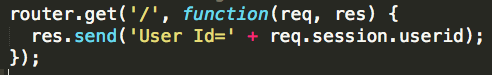 router.get('/', function(req, res) {
  res.send('User Id=' + req.session.userid);
});